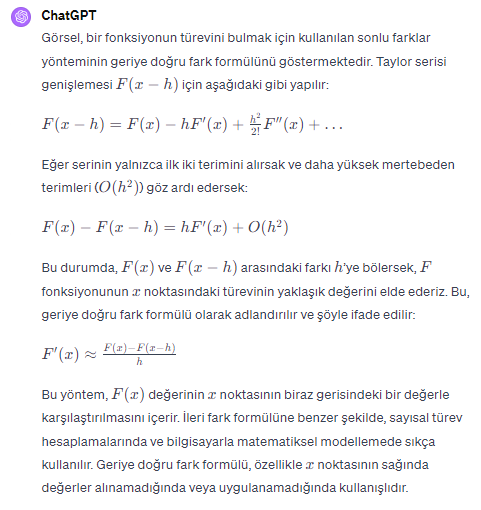 ChatGPT
Görsel, bir fonksiyonun türevini bulmak için kullanılan sonlu farklar
yönteminin geriye doğru fark formülünü göstermektedir. Taylor serisi
genişlemesi F(x − h) için aşağıdaki gibi yapılır:
F(x − h) = F(x) − hF′(x) + h²/2! F″(x) + …
Eğer serinin yalnızca ilk iki terimini alırsak ve daha yüksek mertebeden
terimleri (O(h²)) göz ardı edersek:
F(x) − F(x − h) = hF′(x) + O(h²)
Bu durumda, F(x) ve F(x − h) arasındaki farkı h'ye bölersek, F
fonksiyonunun x noktasındaki türevinin yaklaşık değerini elde ederiz. Bu,
geriye doğru fark formülü olarak adlandırılır ve şöyle ifade edilir:
F′(x) ≈ F(x)−F(x−h)/h
Bu yöntem, F(x) değerinin x noktasının biraz gerisindeki bir değerle
karşılaştırılmasını içerir. İleri fark formülüne benzer şekilde, sayısal türev
hesaplamalarında ve bilgisayarla matematiksel modellemede sıkça
kullanılır. Geriye doğru fark formülü, özellikle x noktasının sağında
değerler alınamadığında veya uygulanamadığında kullanışlıdır.